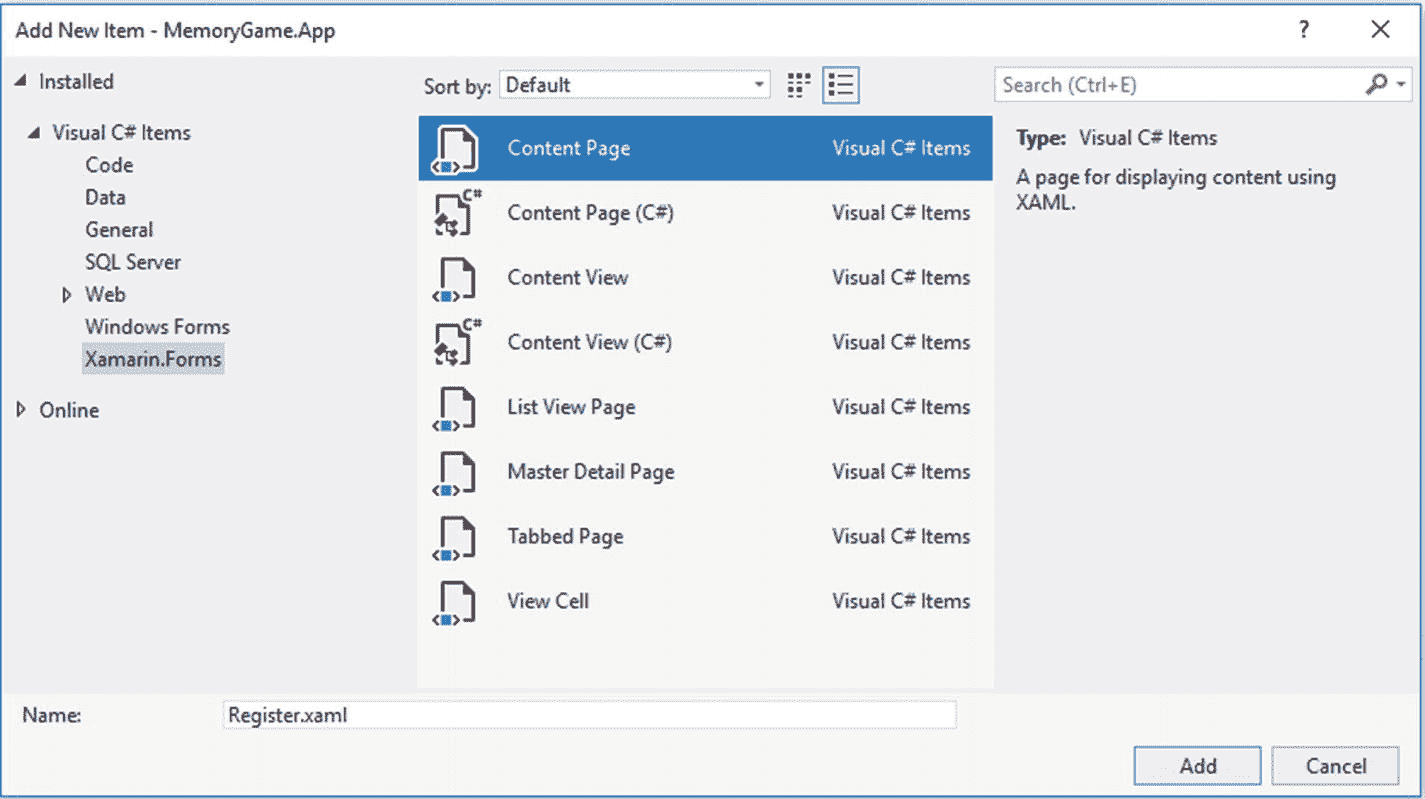 Add New Item - MemoryGame.App
?
Installed
Visual C# Items
Code
Data
General
SQL Server
Web
Windows Forms
Xamarin.Forms
Online
Sort by: Default
Content Page Visual C# Items
C#
Content Page (C#) Visual C# Items
Content View Visual C# Items
C#
Content View (C#) Visual C# Items
List View Page Visual C# Items
Master Detail Page Visual C# Items
Tabbed Page Visual C# Items
View Cell Visual C# Items
Search (Ctrl+E)
Type: Visual C# Items
A page for displaying content using
XAML.
Name: Register.xaml
Add Cancel